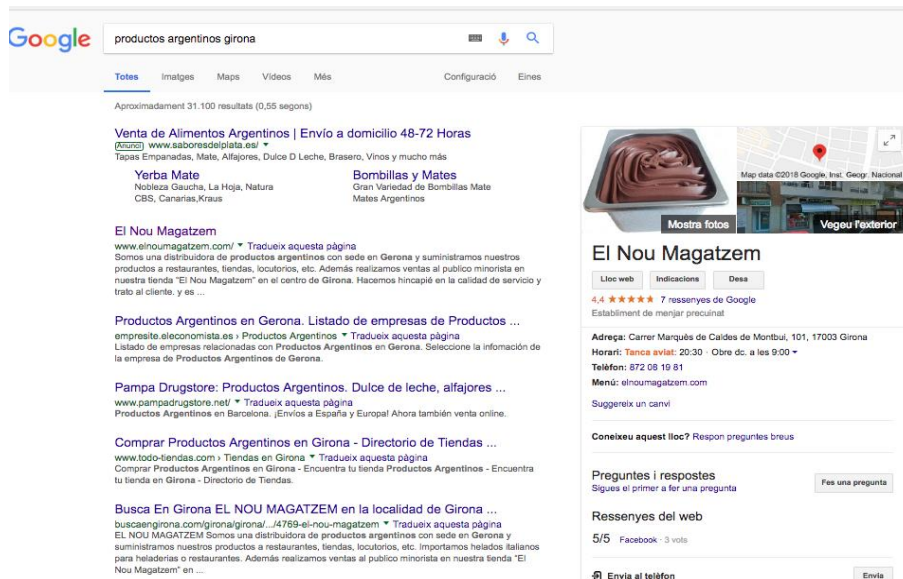 Google
productos argentinos girona
Totes Imatges Maps Vídeos Més Configuració Eines
Aproximadament 31.100 resultats (0,55 segons)
Venta de Alimentos Argentinos | Envío a domicilio 48-72 Horas
Anunci www.saboresdelplata.es/
Tapas Empanadas, Mate, Alfajores, Dulce D Leche, Brasero, Vinos y mucho más
Yerba Mate
Nobleza Gaucha, La Hoja, Natura
CBS, Canarias,Kraus
Bombillas y Mates
Gran Variedad de Bombillas Mate
Mates Argentinos
El Nou Magatzem
www.elnoumagatzem.com/ Tradueix aquesta pàgina
Somos una distribuidora de productos argentinos con sede en Gerona y suministramos nuestros
productos a restaurantes, tiendas, locutorios, etc. Además realizamos ventas al publico minorista en
nuestra tienda "El Nou Magatzem" en el centro de Girona. Hacemos hincapié en la calidad de servicio y
trato al cliente. y es ...
Productos Argentinos en Gerona. Listado de empresas de Productos ...
empresite.eleconomista.es › Productos Argentinos Tradueix aquesta pàgina
Listado de empresas relacionadas con Productos Argentinos en Gerona. Seleccione la infomación de
la empresa de Productos Argentinos de Gerona.
Pampa Drugstore: Productos Argentinos. Dulce de leche, alfajores ...
www.pampadrugstore.net/ Tradueix aquesta pàgina
Productos Argentinos en Barcelona. ¡Envíos a España y Europa! Ahora también venta online.
Comprar Productos Argentinos en Girona - Directorio de Tiendas ...
www.todo-tiendas.com › Tiendas en Girona Tradueix aquesta pàgina
Comprar Productos Argentinos en Girona - Encuentra tu tienda Productos Argentinos - Encuentra
tu tienda en Girona - Directorio de Tiendas.
Busca En Girona EL NOU MAGATZEM en la localidad de Girona ...
buscaengirona.com/girona/girona/.../4769-el-nou-magatzem Tradueix aquesta pàgina
EL NOU MAGATZEM Somos una distribuidora de productos argentinos con sede en Gerona y
suministramos nuestros productos a restaurantes, tiendas, locutorios, etc. Importamos helados italianos
para heladerias o restaurantes. Además realizamos ventas al publico minorista en nuestra tienda "El
Nou Magatzem" en ...
Map data ©2018 Google, Inst. Geogr. Nacional
Mostra fotos
Vegeu l'exterior
El Nou Magatzem
Lloc web Indicacions Desa
4,4 7 ressenyes de Google
Establiment de menjar precuinat
Adreça: Carrer Marquès de Caldes de Montbui, 101, 17003 Girona
Horari: Tanca aviat: 20:30 · Obre dc. a les 9:00
Telèfon: 872 08 19 81
Menú: elnoumagatzem.com
Suggereix un canvi
Coneixeu aquest lloc? Respon preguntes breus
Preguntes i respostes
Sigues el primer a fer una pregunta
Fes una pregunta
Ressenyes del web
5/5 Facebook · 3 vots
Envia al telèfon Envia